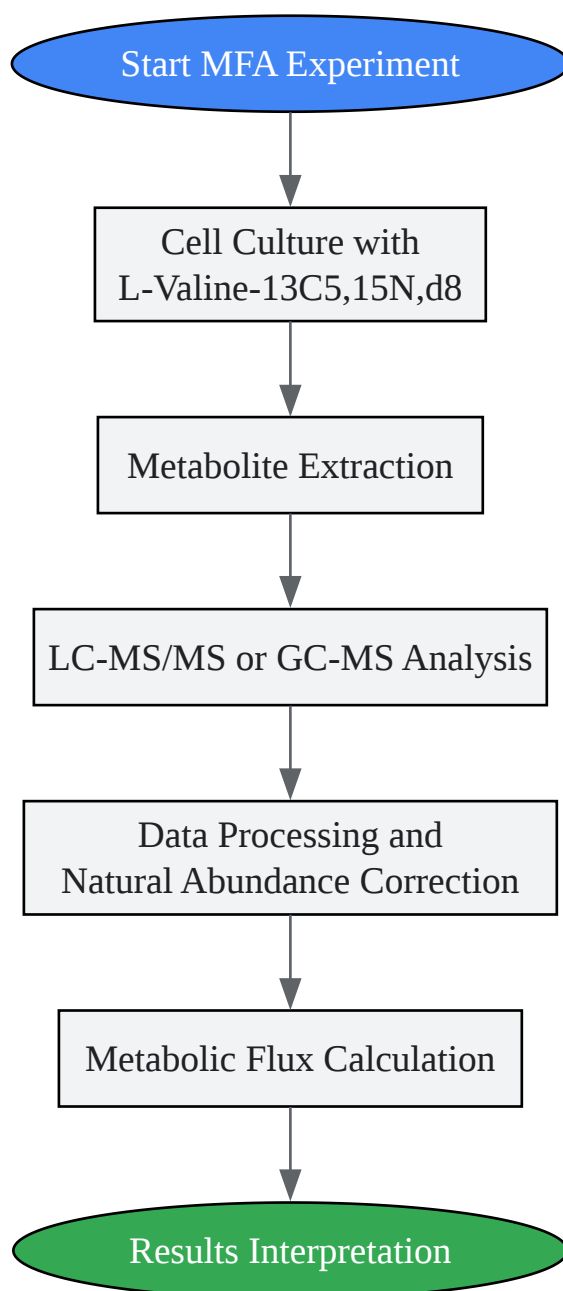 Start MFA Experiment
Cell Culture with
L-Valine-13C5,15N,d8
Metabolite Extraction
LC-MS/MS or GC-MS Analysis
Data Processing and
Natural Abundance Correction
Metabolic Flux Calculation
Results Interpretation